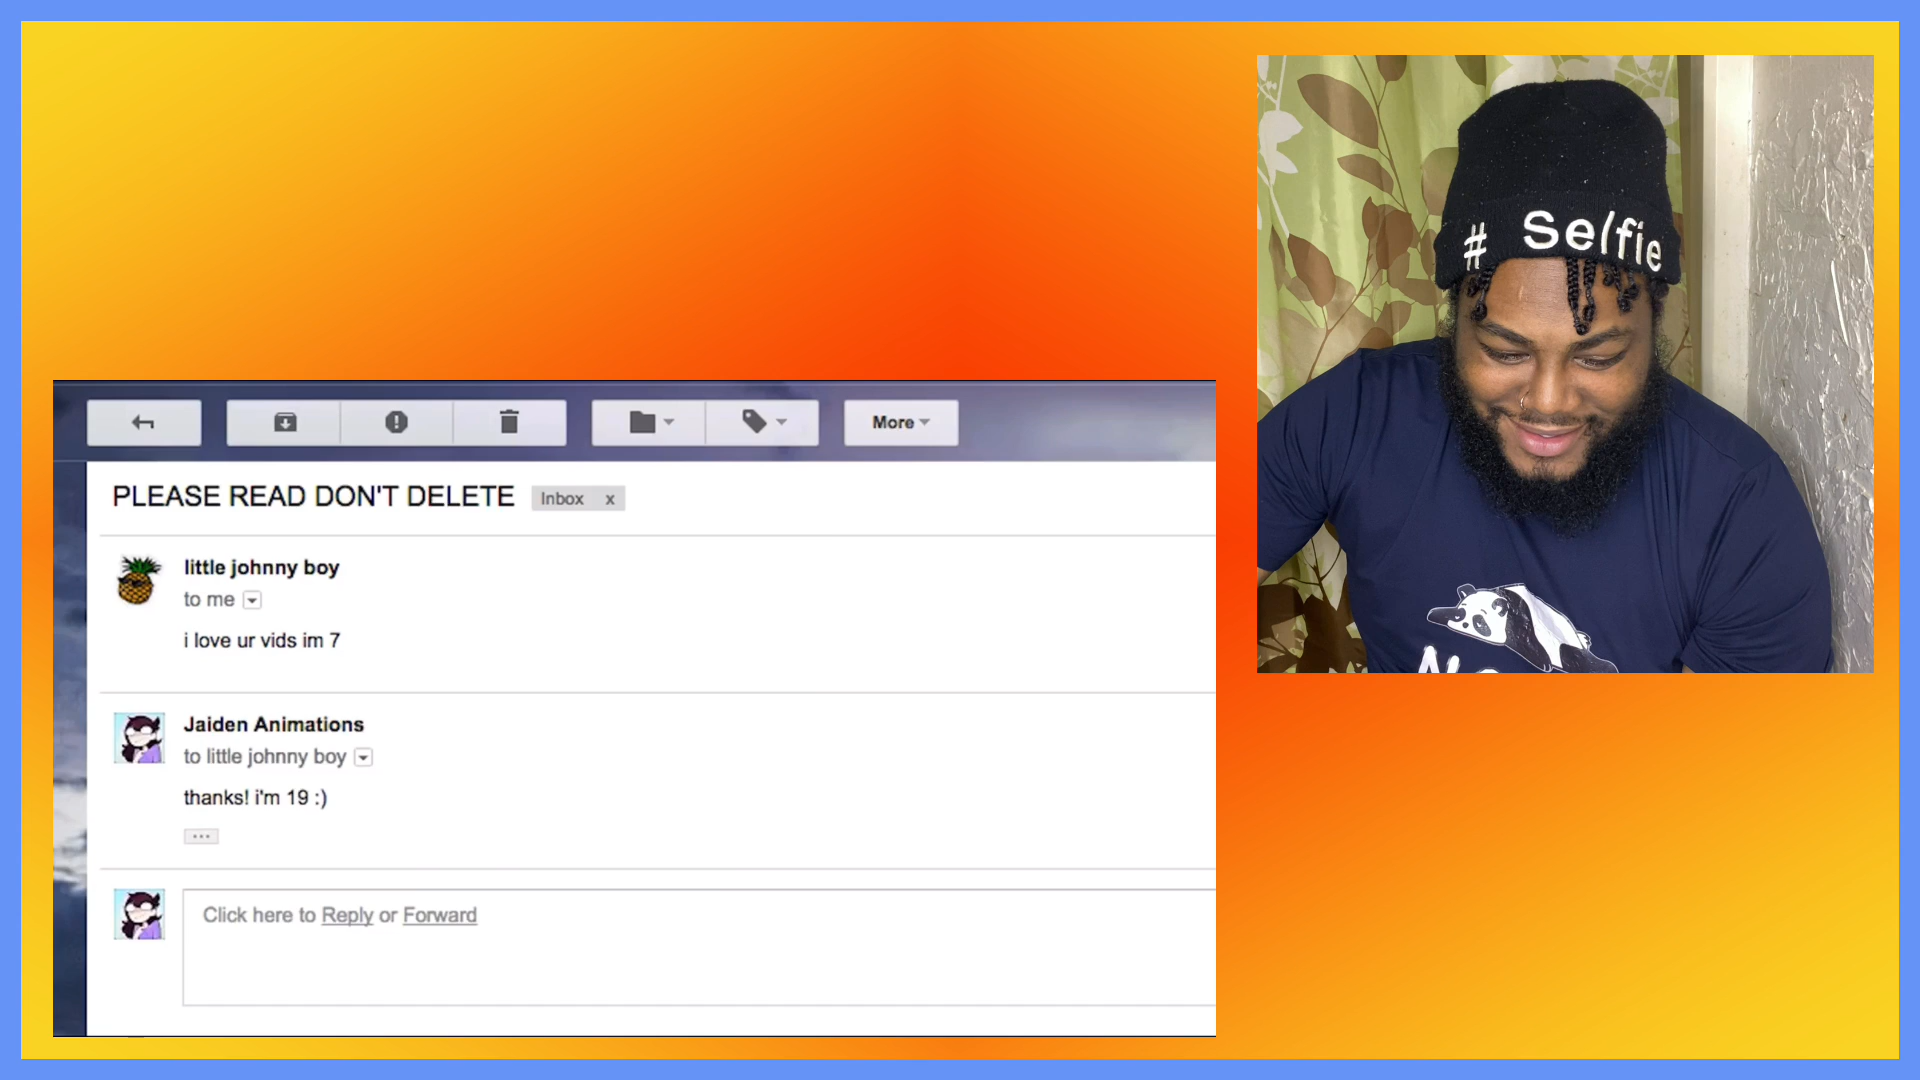 More
PLEASE READ DON'T DELETE Inbox x
little johnny boy
to me
i love ur vids im 7
Jaiden Animations
to little johnny boy
thanks! i'm 19 :)
Click here to Reply or Forward
# Selfie